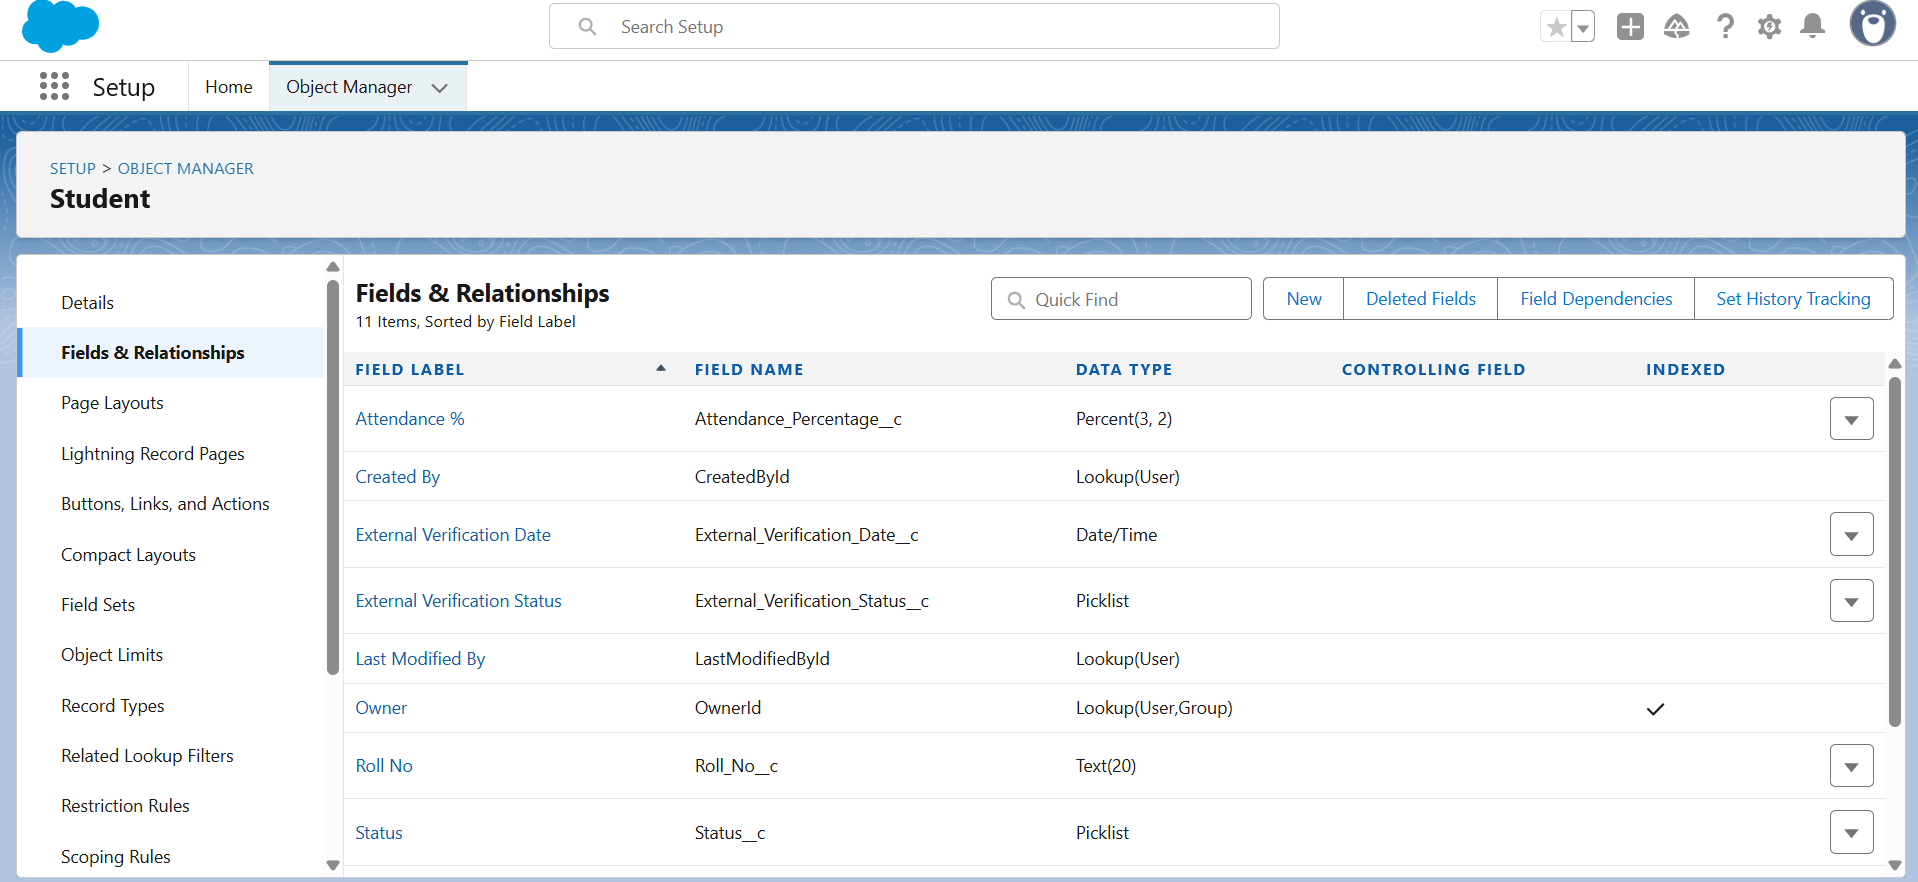 Search Setup
Setup
Home
Object Manager
SETUP > OBJECT MANAGER
Student
Details
Fields & Relationships
Page Layouts
Lightning Record Pages
Buttons, Links, and Actions
Compact Layouts
Field Sets
Object Limits
Record Types
Related Lookup Filters
Restriction Rules
Scoping Rules
Fields & Relationships
11 Items, Sorted by Field Label
Quick Find
New
Deleted Fields
Field Dependencies
Set History Tracking
FIELD LABEL FIELD NAME DATA TYPE CONTROLLING FIELD INDEXED
Attendance % Attendance_Percentage__c Percent(3, 2)
Created By CreatedById Lookup(User)
External Verification Date External_Verification_Date__c Date/Time
External Verification Status External_Verification_Status__c Picklist
Last Modified By LastModifiedById Lookup(User)
Owner OwnerId Lookup(User,Group)
Roll No Roll_No__c Text(20)
Status Status__c Picklist